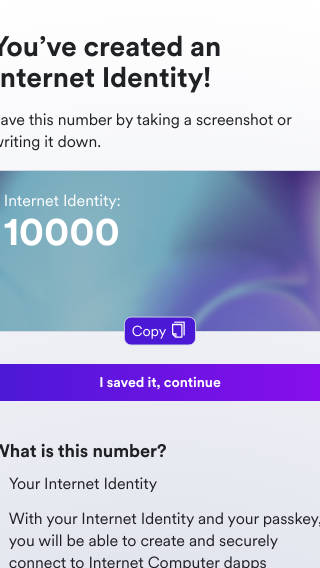 You've created an
Internet Identity!
ave this number by taking a screenshot or
writing it down.
Internet Identity:
10000
Copy
I saved it, continue
What is this number?
Your Internet Identity
With your Internet Identity and your passkey,
you will be able to create and securely
connect to Internet Computer dapps